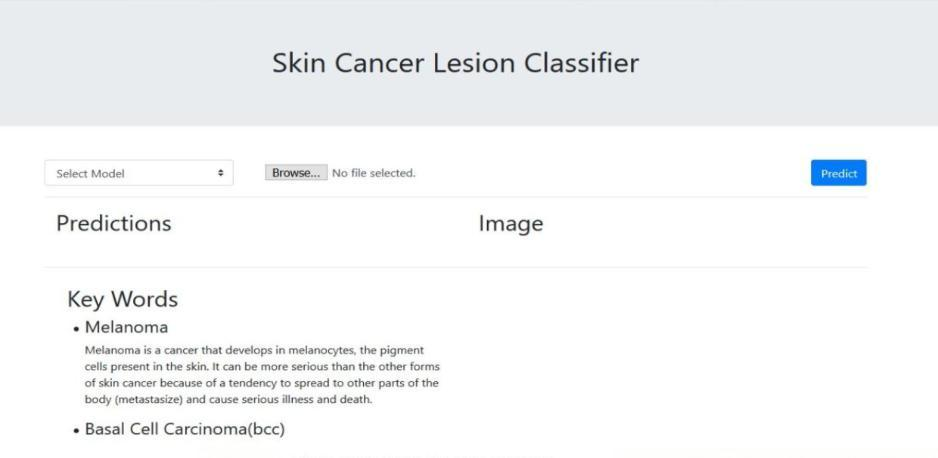 Skin Cancer Lesion Classifier
Select Model
Browse... No file selected.
Predict
Predictions
Image
Key Words
• Melanoma
Melanoma is a cancer that develops in melanocytes, the pigment
cells present in the skin. It can be more serious than the other forms
of skin cancer because of a tendency to spread to other parts of the
body (metastasize) and cause serious illness and death.
• Basal Cell Carcinoma(bcc)